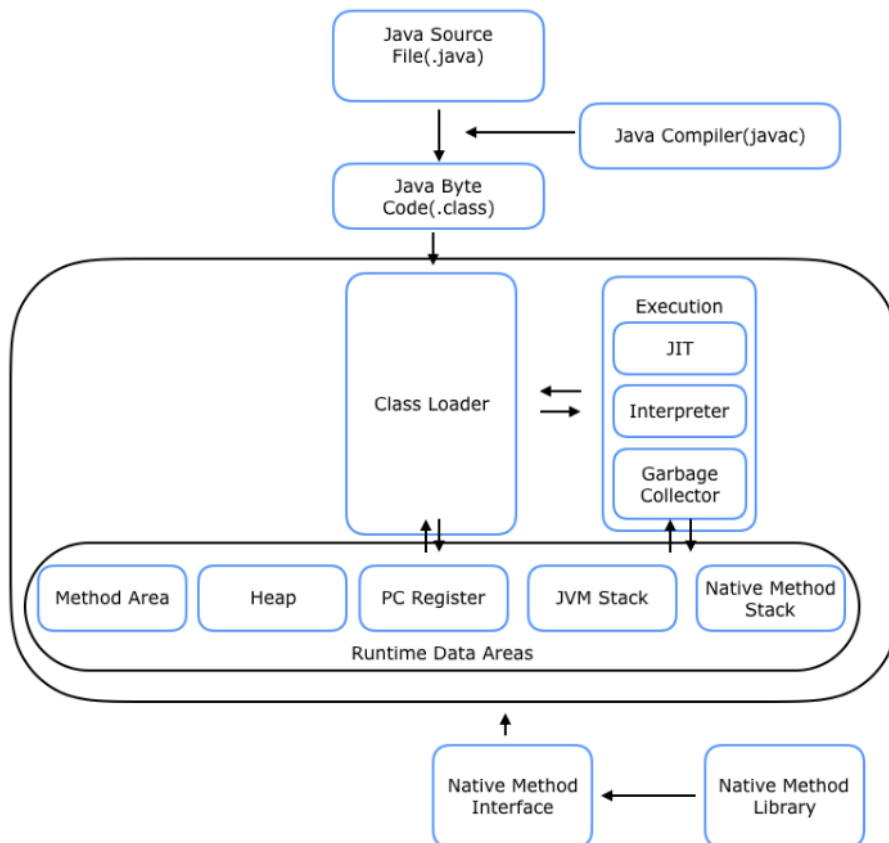 Java Source
File(.java)
Java Compiler(javac)
Java Byte
Code(.class)
Class Loader
Execution
JIT
Interpreter
Garbage
Collector
Method Area
Heap
PC Register
JVM Stack
Native Method
Stack
Runtime Data Areas
Native Method
Interface
Native Method
Library